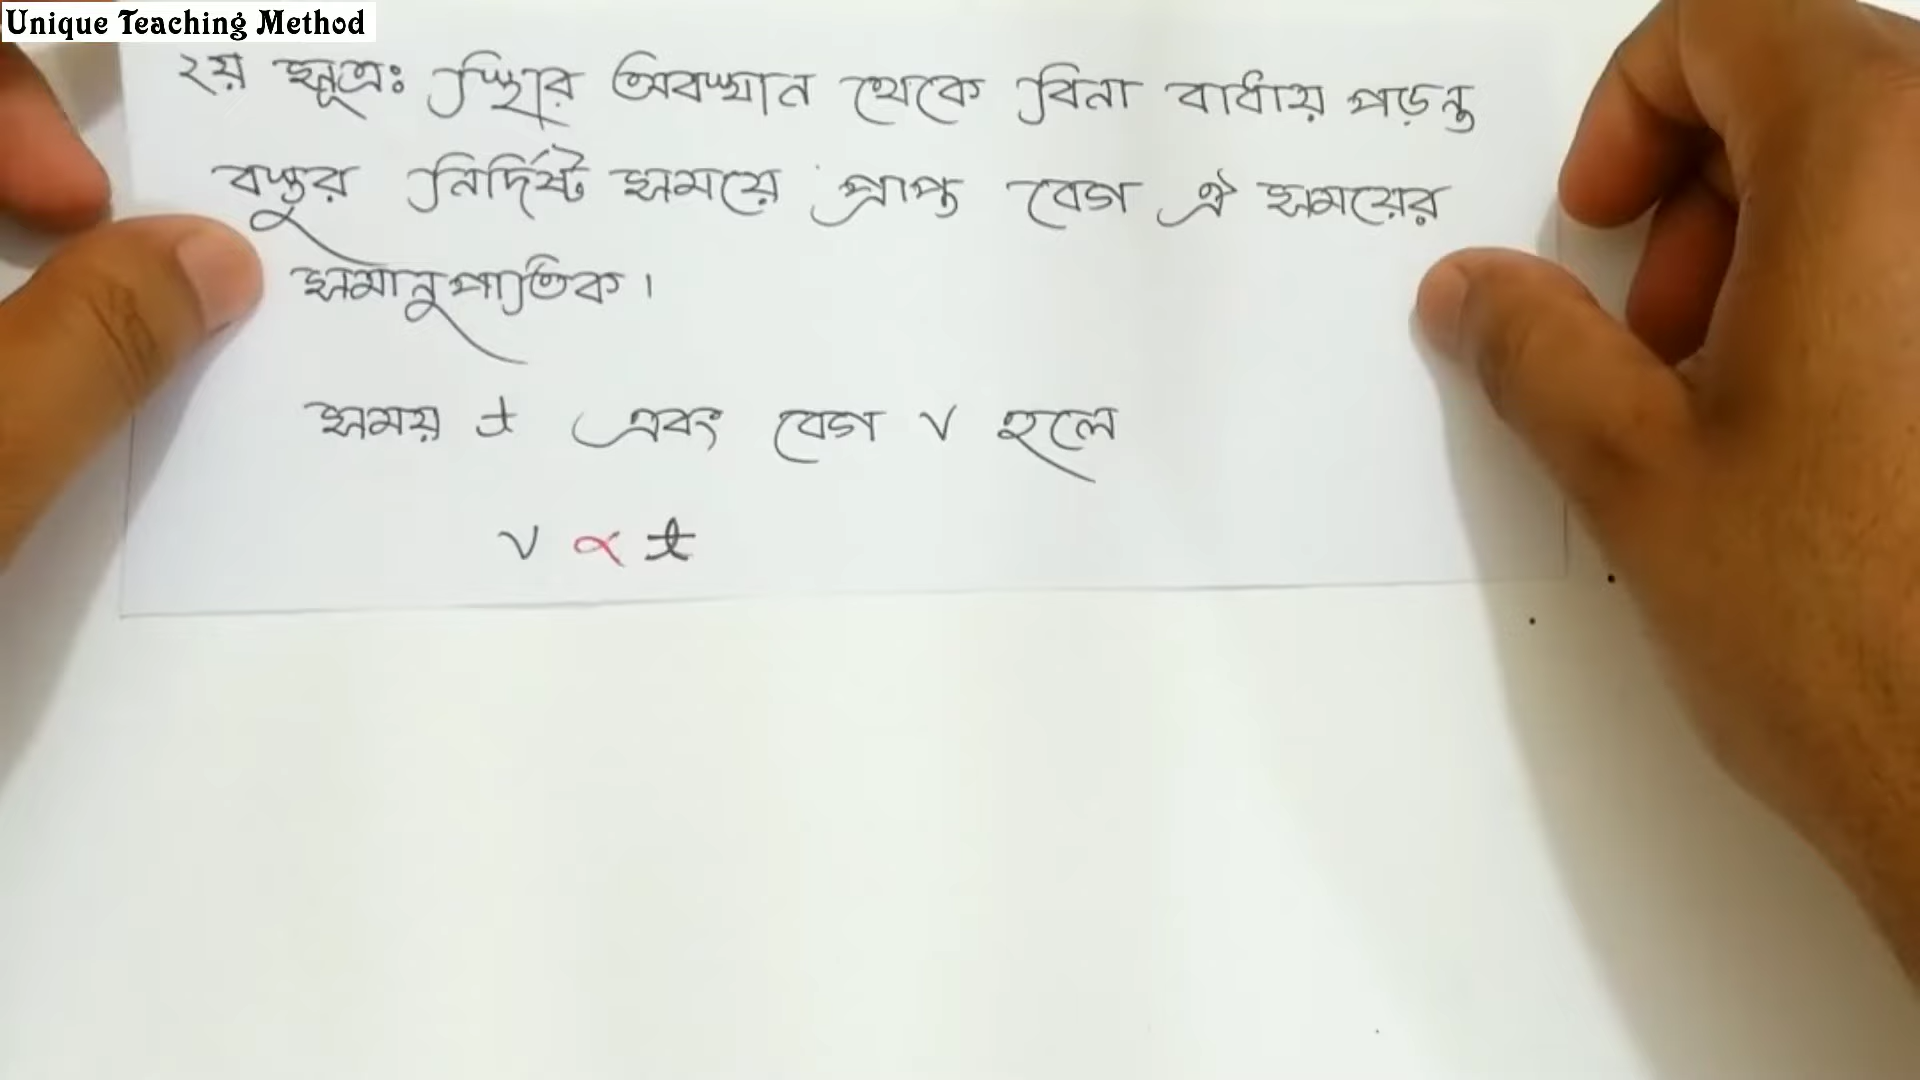 Unique Teaching Method
২য় সূত্রঃ স্থির অবস্থান থেকে বিনা বাধায় পড়ন্ত
বস্তুর নির্দিষ্ট সময়ে প্রাপ্ত বেগ ঐ সময়ের
সমানুপাতিক।
সময় t এবং বেগ v হলে
v ∝ t